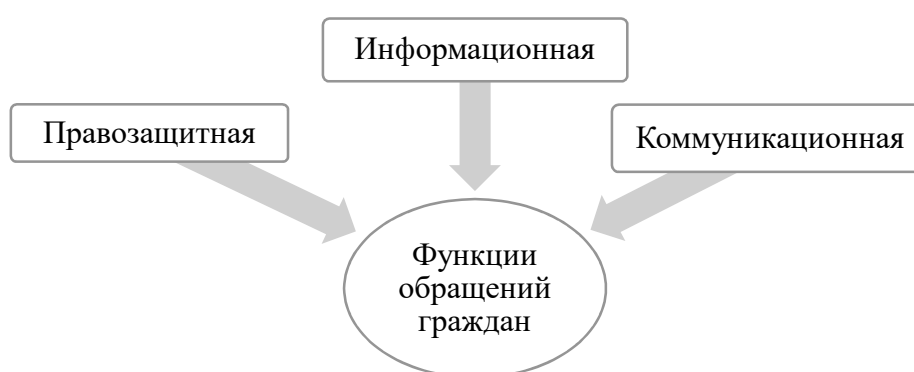 Информационная
Правозащитная
Коммуникационная
Функции
обращений
граждан